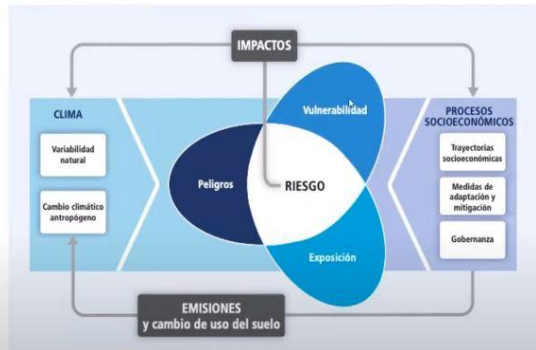 IMPACTOS
CLIMA
Variabilidad
natural
Cambio climático
antropógeno
Peligros
Vulnerabilidad
RIESGO
Exposición
PROCESOS
SOCIOECONÓMICOS
Trayectorias
socioeconómicas
Medidas de
adaptación y
mitigación
Gobernanza
EMISIONES
y cambio de uso del suelo